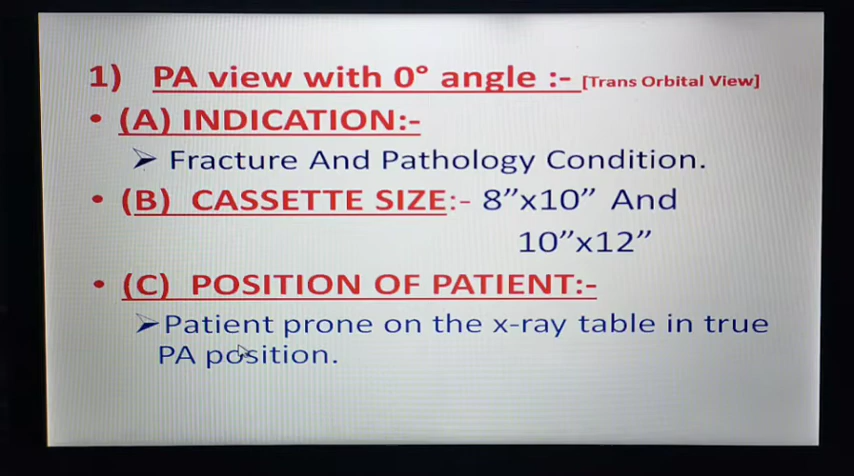 1) PA view with 0° angle :- [Trans Orbital View]
• (A) INDICATION:-
➢ Fracture And Pathology Condition.
• (B) CASSETTE SIZE:- 8”x10” And
10”x12”
• (C) POSITION OF PATIENT:-
➢Patient prone on the x-ray table in true
PA position.